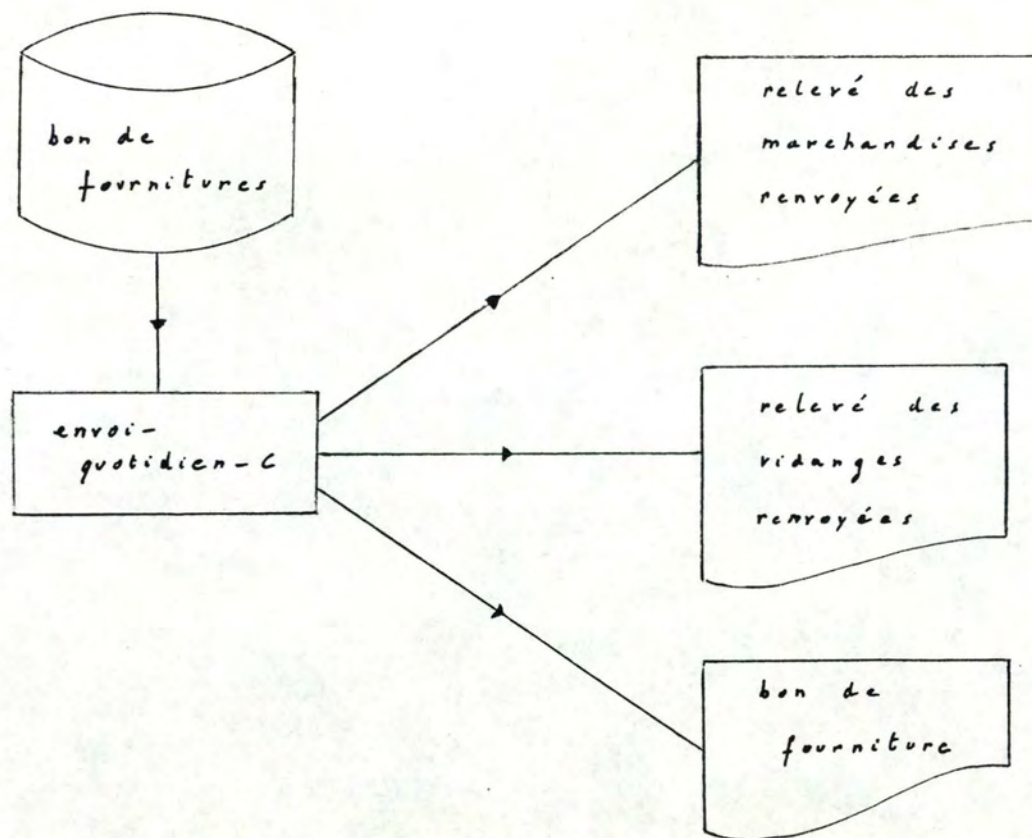 bon de
fournitures
relevé des
marchandises
renvoyées
envoi-
quotidien-C
relevé des
vidanges
renvoyées
bon de
fourniture